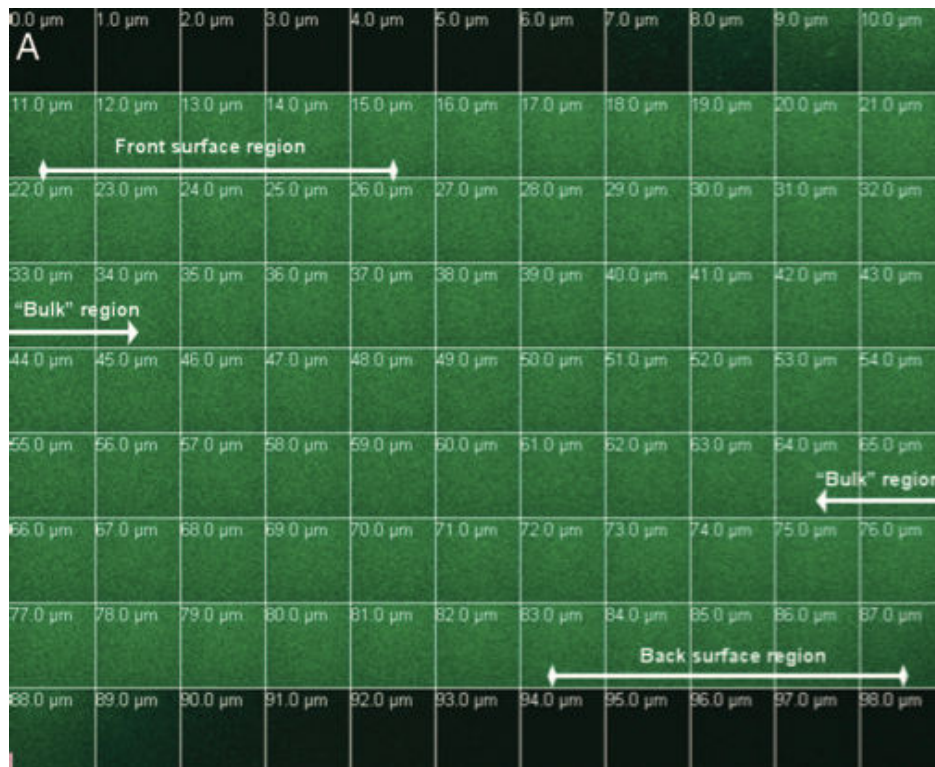 0.0 µm 1.0 µm 2.0 µm 3.0 µm 4.0 µm 5.0 µm 6.0 µm 7.0 µm 8.0 µm 9.0 µm 10.0 µm
A
11.0 µm 12.0 µm 13.0 µm 14.0 µm 15.0 µm 16.0 µm 17.0 µm 18.0 µm 19.0 µm 20.0 µm 21.0 µm
Front surface region
22.0 µm 23.0 µm 24.0 µm 25.0 µm 26.0 µm 27.0 µm 28.0 µm 29.0 µm 30.0 µm 31.0 µm 32.0 µm
33.0 µm 34.0 µm 35.0 µm 36.0 µm 37.0 µm 38.0 µm 39.0 µm 40.0 µm 41.0 µm 42.0 µm 43.0 µm
“Bulk” region
44.0 µm 45.0 µm 46.0 µm 47.0 µm 48.0 µm 49.0 µm 50.0 µm 51.0 µm 52.0 µm 53.0 µm 54.0 µm
55.0 µm 56.0 µm 57.0 µm 58.0 µm 59.0 µm 60.0 µm 61.0 µm 62.0 µm 63.0 µm 64.0 µm 65.0 µm
“Bulk” region
66.0 µm 67.0 µm 68.0 µm 69.0 µm 70.0 µm 71.0 µm 72.0 µm 73.0 µm 74.0 µm 75.0 µm 76.0 µm
77.0 µm 78.0 µm 79.0 µm 80.0 µm 81.0 µm 82.0 µm 83.0 µm 84.0 µm 85.0 µm 86.0 µm 87.0 µm
Back surface region
88.0 µm 89.0 µm 90.0 µm 91.0 µm 92.0 µm 93.0 µm 94.0 µm 95.0 µm 96.0 µm 97.0 µm 98.0 µm